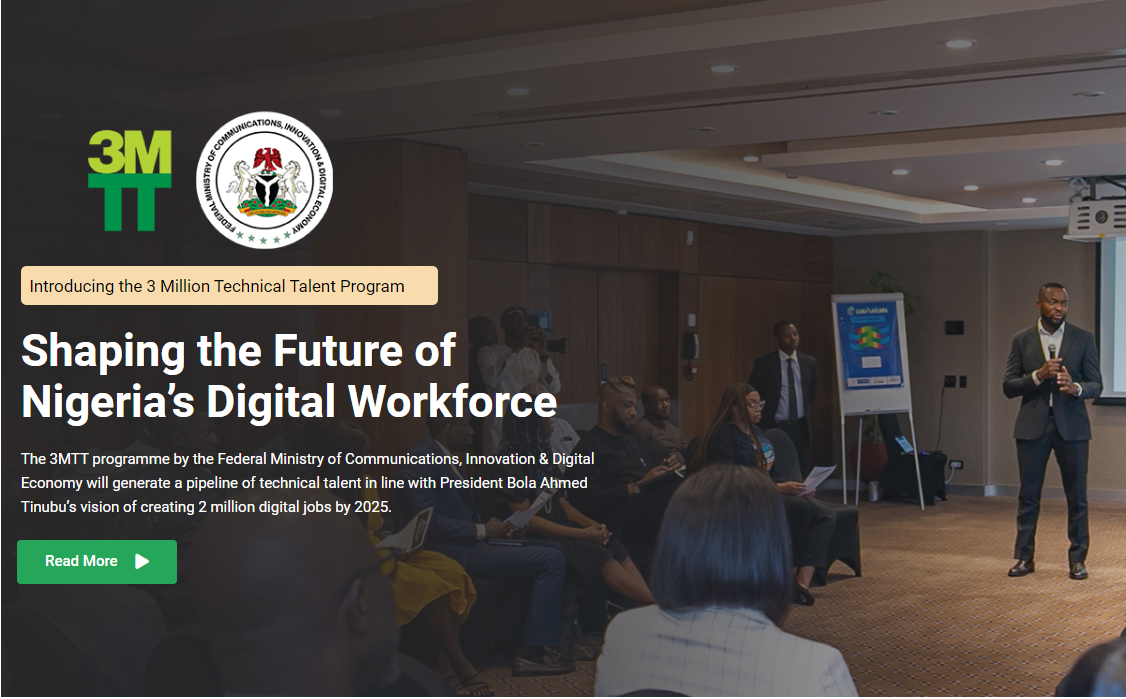 3M
TT
FEDERAL MINISTRY OF COMMUNICATIONS, INNOVATION & DIGITAL ECONOMY
Introducing the 3 Million Technical Talent Program
Shaping the Future of
Nigeria’s Digital Workforce
The 3MTT programme by the Federal Ministry of Communications, Innovation & Digital
Economy will generate a pipeline of technical talent in line with President Bola Ahmed
Tinubu’s vision of creating 2 million digital jobs by 2025.
Read More